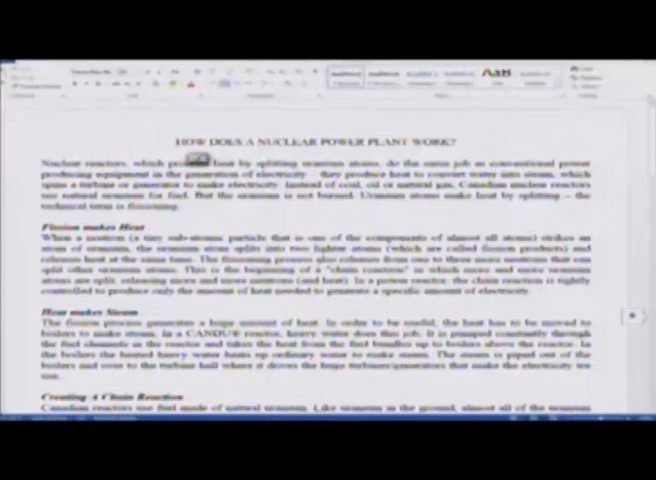 HOW DOES A NUCLEAR POWER PLANT WORK?
Nuclear reactors, which heat by splitting uranium atoms, do the same job as conventional power
producing equipment in the generation of electricity – they produce heat to convert water into steam, which
spins a turbine or generator to make electricity. Instead of coal, oil or natural gas, Canadian nuclear reactors
use natural uranium for fuel. But the uranium is not burned. Uranium atoms make heat by splitting – the
technical term is fissioning.
Fission makes Heat
When a neutron (a tiny sub-atomic particle that is one of the components of almost all atoms) strikes an
atom of uranium, the uranium atom splits into two lighter atoms (which are called fission products) and
releases heat at the same time. The fissioning process also releases from one to three more neutrons that can
split other uranium atoms. This is the beginning of a "chain reaction" in which more and more uranium
atoms are split, releasing more and more neutrons (and heat). In a power reactor, the chain reaction is tightly
controlled to produce only the amount of heat needed to generate a specific amount of electricity.
Heat makes Steam
The fission process generates a huge amount of heat. In order to be useful, the heat has to be moved to
boilers to make steam. In a CANDU® reactor, heavy water does this job. It is pumped constantly through
the fuel channels in the reactor and takes the heat from the fuel bundles up to boilers above the reactor. In
the boilers the heated heavy water heats up ordinary water to make steam. The steam is piped out of the
boilers and over to the turbine hall where it drives the huge turbines/generators that make the electricity we
use.
Creating A Chain Reaction
Canadian reactors use fuel made of natural uranium. Like uranium in the ground, almost all of the uranium